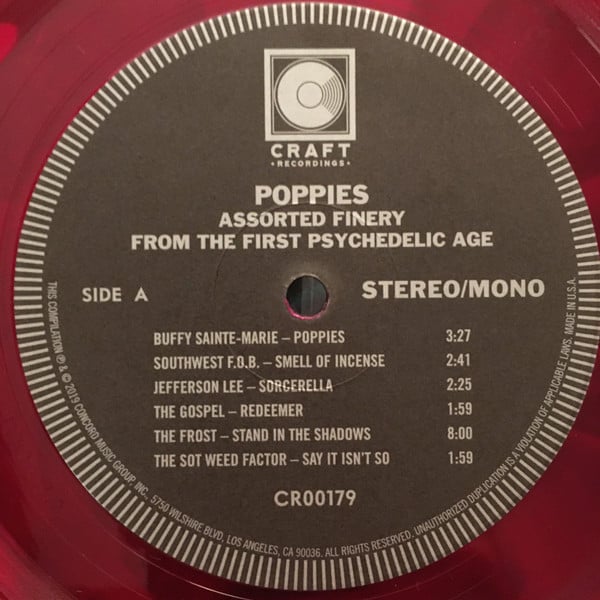 CRAFT
• RECORDINGS •
POPPIES
ASSORTED FINERY
FROM THE FIRST PSYCHEDELIC AGE
SIDE A
STEREO/MONO
BUFFY SAINTE-MARIE – POPPIES 3:27
SOUTHWEST F.O.B. – SMELL OF INCENSE 2:41
JEFFERSON LEE – SORCERELLA 2:25
THE GOSPEL – REDEEMER 1:59
THE FROST – STAND IN THE SHADOWS 8:00
THE SOT WEED FACTOR – SAY IT ISN'T SO 1:59
CR00179
THIS COMPILATION ℗ & © 2019 CONCORD MUSIC GROUP, INC., 5750 WILSHIRE BLVD, LOS ANGELES, CA 90036. ALL RIGHTS RESERVED. UNAUTHORIZED DUPLICATION IS A VIOLATION OF APPLICABLE LAWS. MADE IN U.S.A.